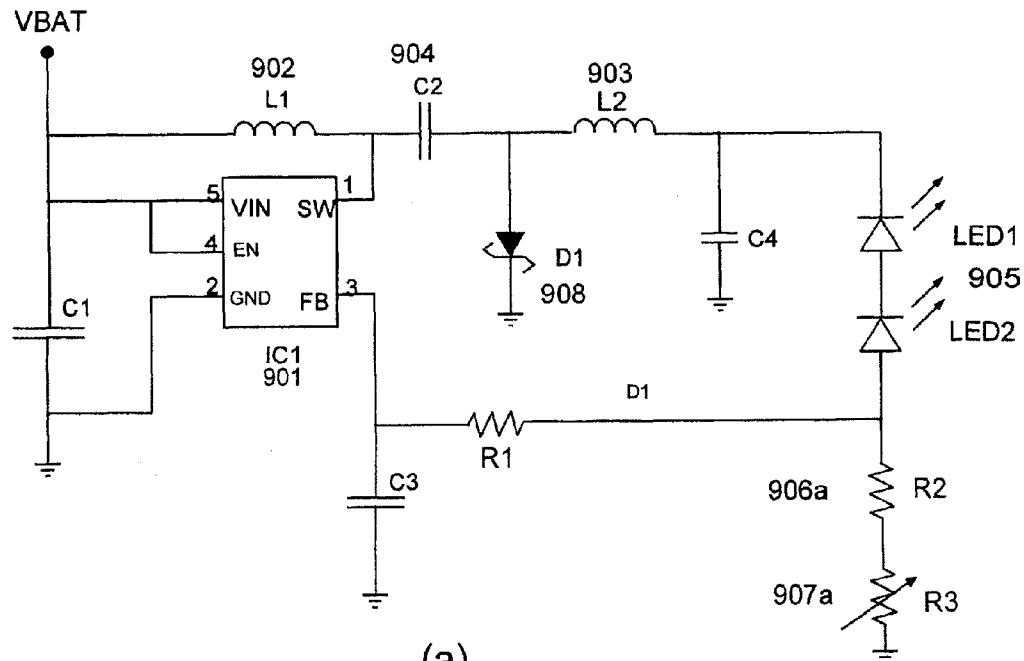 VBAT
902
L1
904
C2
903
L2
5
VIN
SW
1
4
EN
2
GND
FB
3
IC1
901
C1
D1
908
C4
LED1
905
LED2
D1
R1
C3
906a
R2
907a
R3
(a)